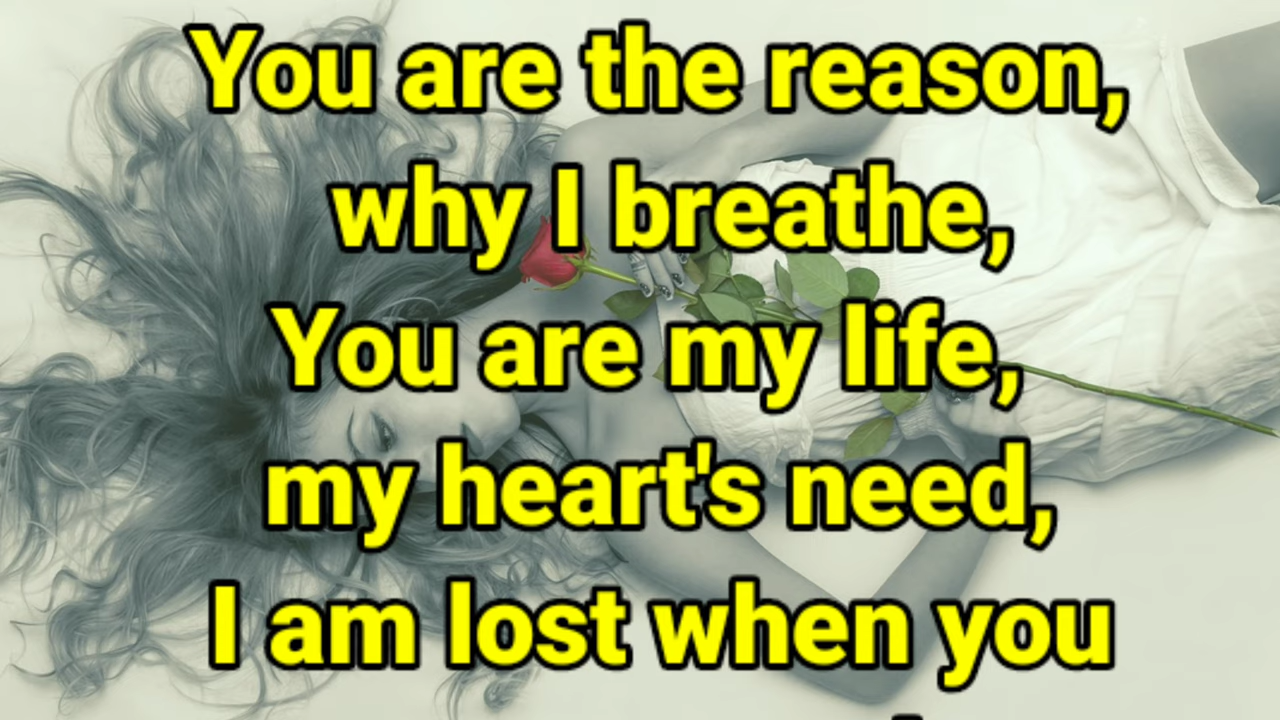 You are the reason,
why I breathe,
You are my life,
my heart's need,
I am lost when you